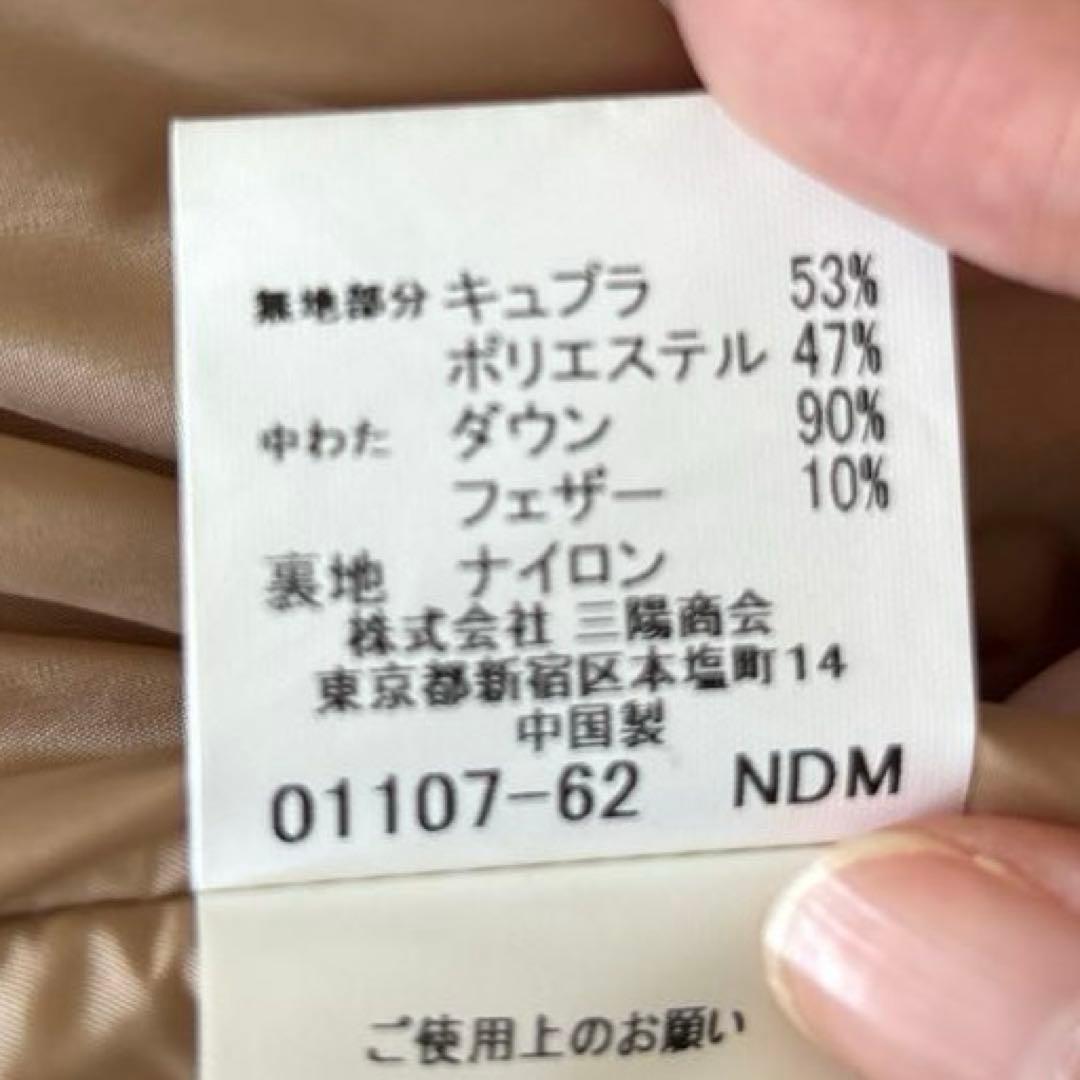 無地部分 キュプラ 53%
ポリエステル 47%
中わた ダウン 90%
フェザー 10%
裏地 ナイロン
株式会社 三陽商会
東京都新宿区本塩町14
中国製
01107-62 NDM
ご使用上のお願い